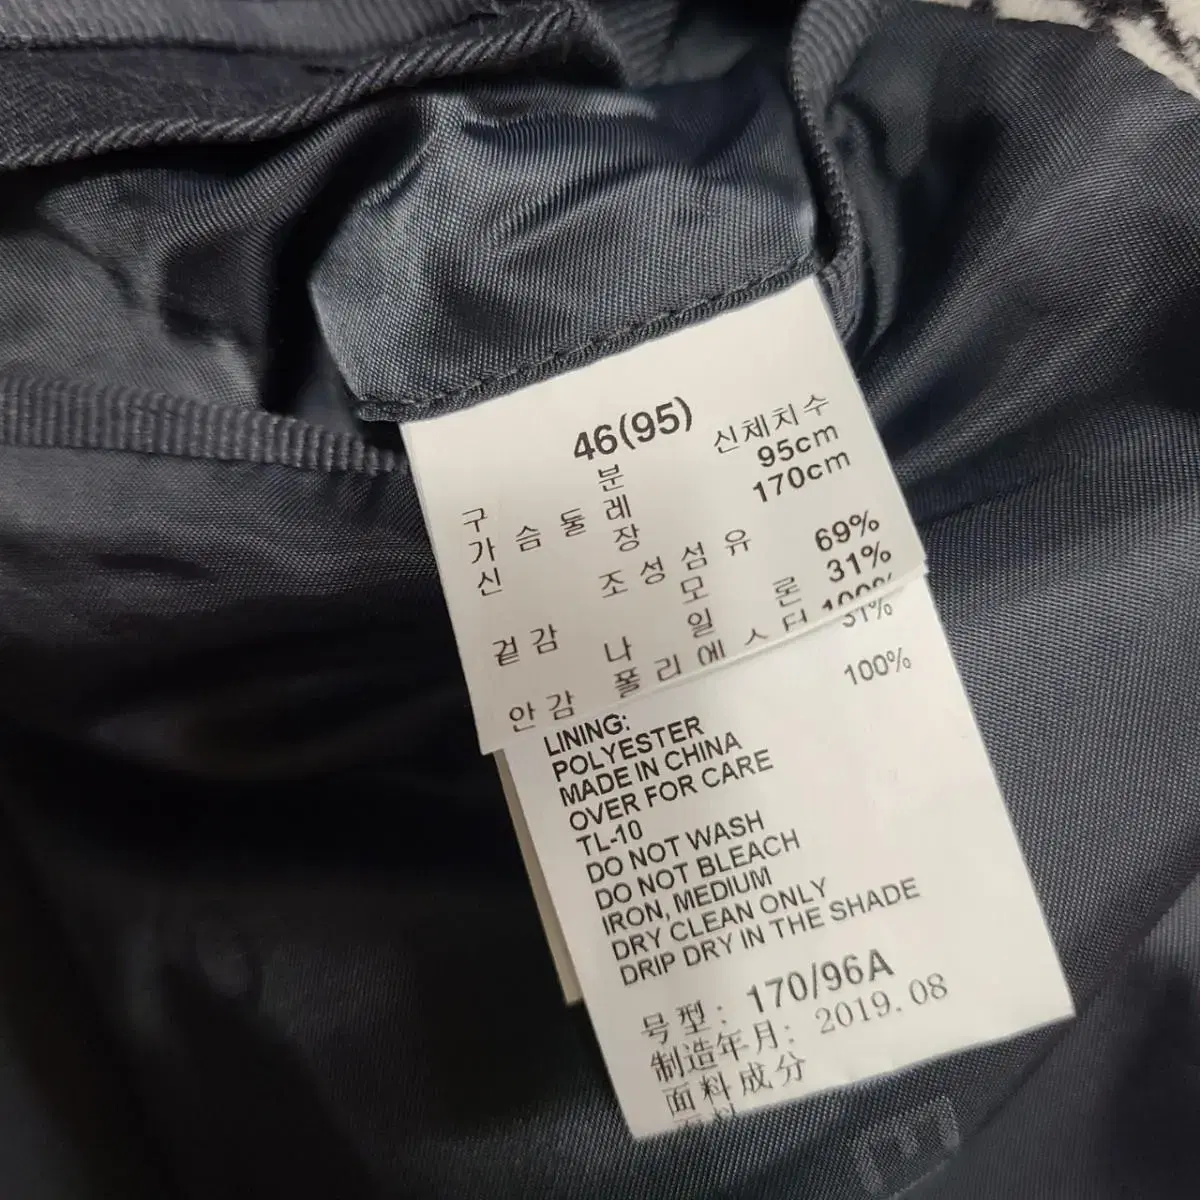 46(95)
구 분 신체치수
가 슴 둘 레 95cm
신 장 170cm
조 성 섬 유
겉 감 모 69%
나 일 론 31%
안 감 폴 리 에 스 터 100%
31%
LINING:
POLYESTER 100%
MADE IN CHINA
OVER FOR CARE
TL-10
DO NOT WASH
DO NOT BLEACH
IRON, MEDIUM
DRY CLEAN ONLY
DRIP DRY IN THE SHADE
号型: 170/96A
制造年月: 2019.08
面料成分